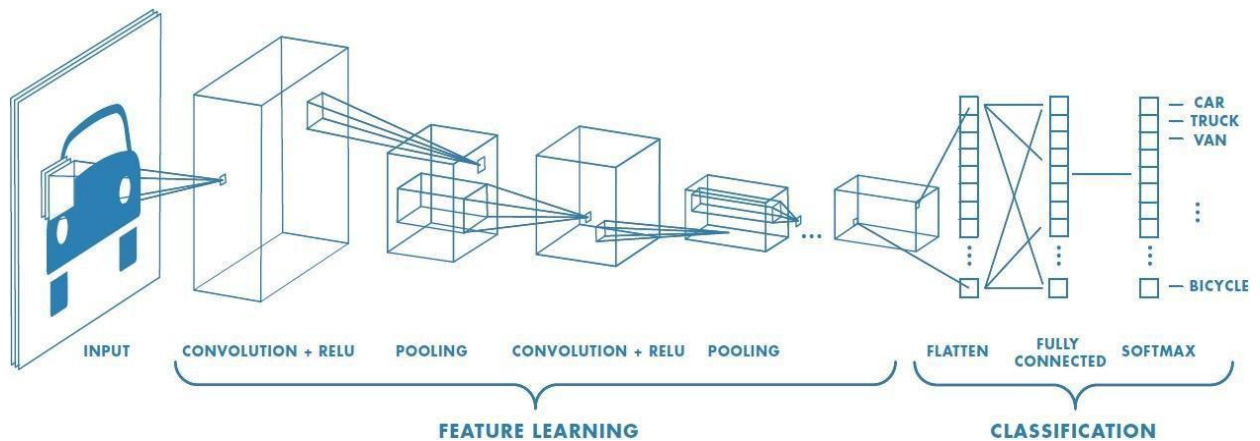 CAR
TRUCK
VAN
BICYCLE
INPUT
CONVOLUTION + RELU
POOLING
CONVOLUTION + RELU
POOLING
FLATTEN
FULLY
CONNECTED
SOFTMAX
FEATURE LEARNING
CLASSIFICATION